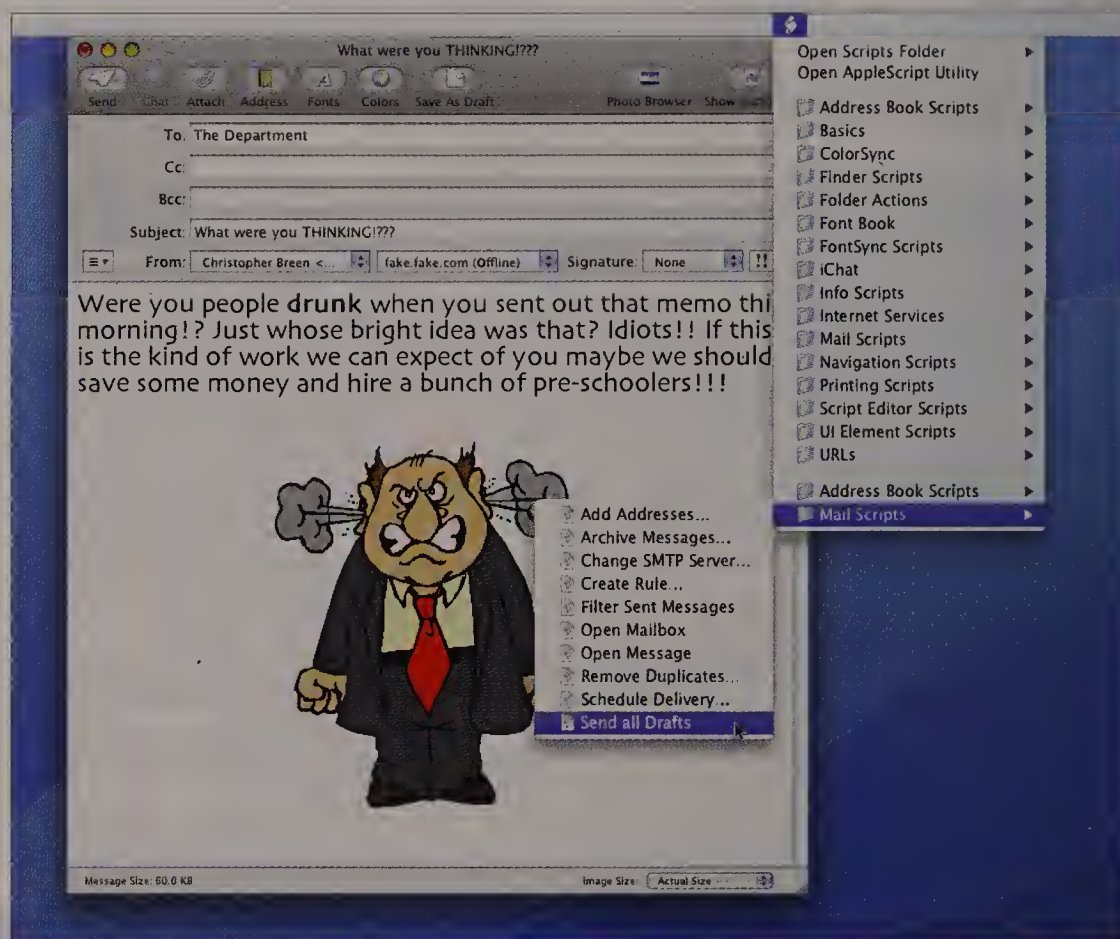 What were you THINKING!???
Send Chat Attach Address Fonts Colors Save As Draft Photo Browser Show
To: The Department
Cc:
Bcc:
Subject: What were you THINKING!???
From: Christopher Breen <... fake.fake.com (Offline) Signature: None !!
Were you people drunk when you sent out that memo thi
morning!? Just whose bright idea was that? Idiots!! If this
is the kind of work we can expect of you maybe we should
save some money and hire a bunch of pre-schoolers!!!
Message Size: 60.0 KB Image Size: Actual Size
Open Scripts Folder
Open AppleScript Utility
Address Book Scripts
Basics
ColorSync
Finder Scripts
Folder Actions
Font Book
FontSync Scripts
iChat
Info Scripts
Internet Services
Mail Scripts
Navigation Scripts
Printing Scripts
Script Editor Scripts
UI Element Scripts
URLs
Address Book Scripts
Mail Scripts
Add Addresses...
Archive Messages...
Change SMTP Server...
Create Rule...
Filter Sent Messages
Open Mailbox
Open Message
Remove Duplicates...
Schedule Delivery...
Send all Drafts